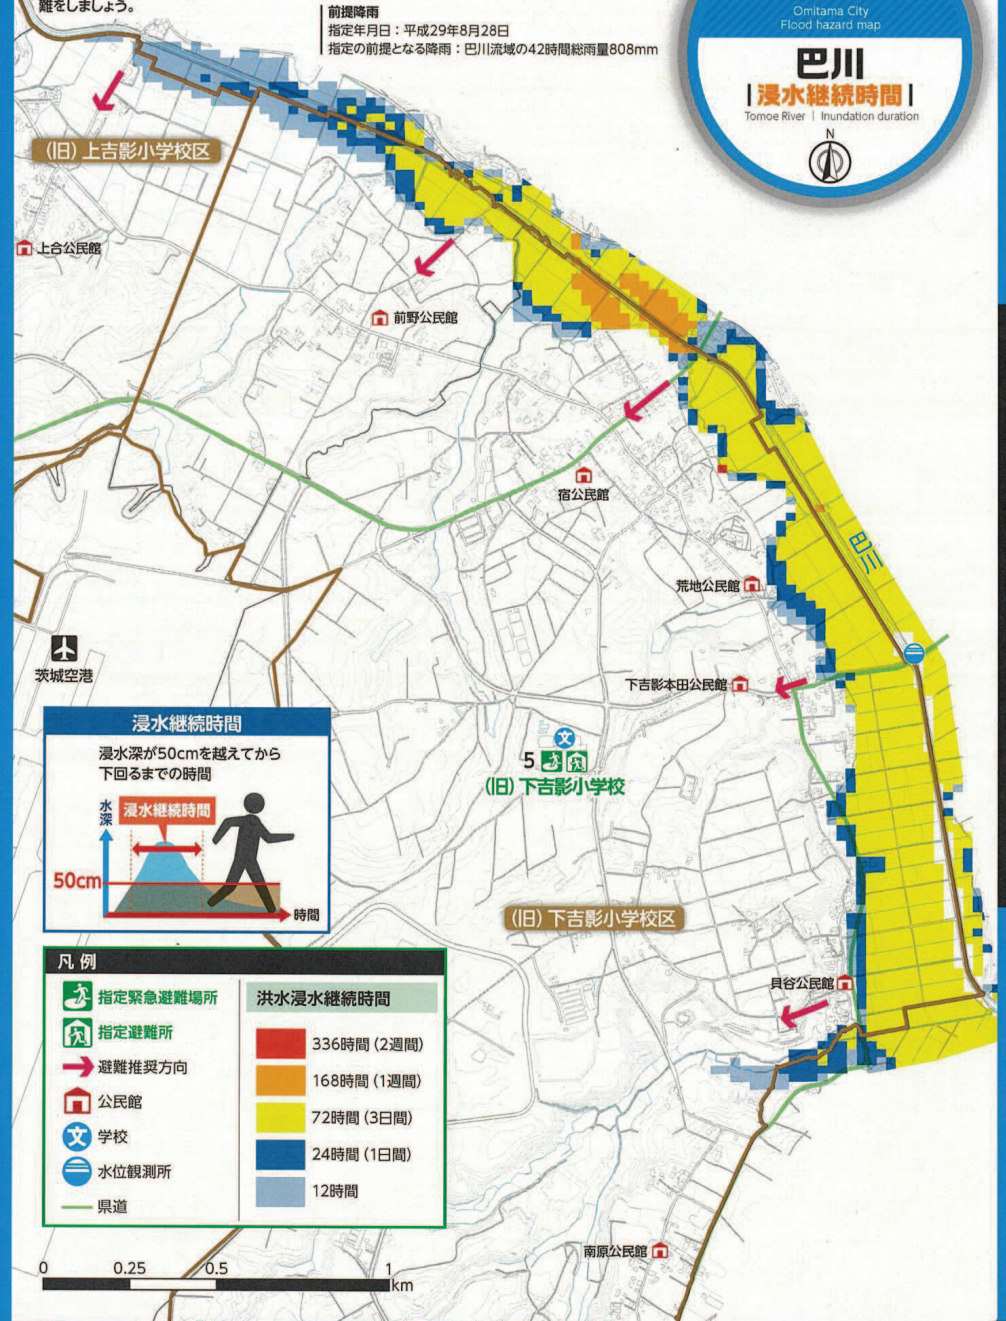 難をしましょう。
前提降雨
指定年月日：平成29年8月28日
指定の前提となる降雨：巴川流域の42時間総雨量808mm
Omitama City
Flood hazard map
巴川
浸水継続時間
Tomoe River | Inundation duration
N
(旧) 上吉影小学校区
上合公民館
前野公民館
宿公民館
巴川
荒地公民館
茨城空港
下吉影本田公民館
文
5
(旧) 下吉影小学校
浸水継続時間
浸水深が50cmを越えてから
下回るまでの時間
水深
浸水継続時間
50cm
時間
(旧) 下吉影小学校区
貝谷公民館
凡例
指定緊急避難場所
指定避難所
避難推奨方向
公民館
文 学校
水位観測所
県道
洪水浸水継続時間
336時間 (2週間)
168時間 (1週間)
72時間 (3日間)
24時間 (1日間)
12時間
南原公民館
0 0.25 0.5 1
km